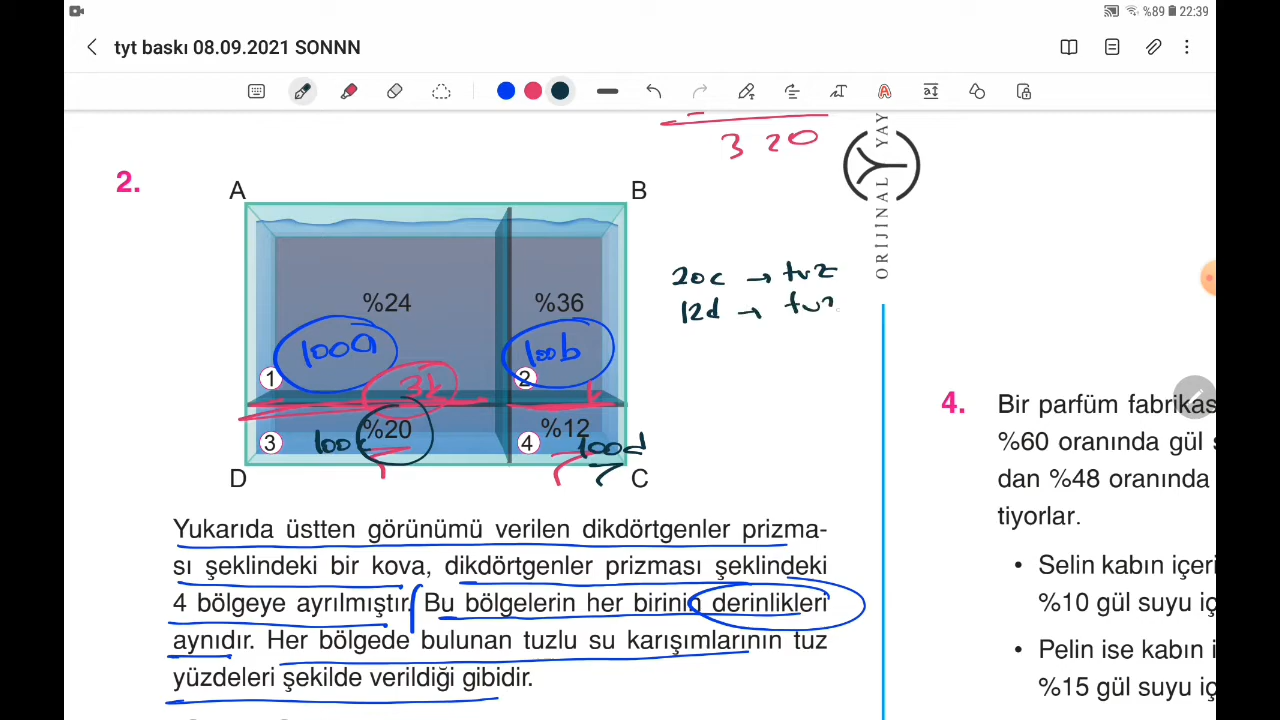 %89 22:39
tyt baskı 08.09.2021 SONNN
3 20
ORİJİNAL YAY
2.
A
B
%24
%36
100a
100b
1
2
3k
k
3
%20
4
%12
100c
100d
D
C
20c → tuz
12d → tuz
Yukarıda üstten görünümü verilen dikdörtgenler prizma-
sı şeklindeki bir kova, dikdörtgenler prizması şeklindeki
4 bölgeye ayrılmıştır. Bu bölgelerin her birinin derinlikleri
aynıdır. Her bölgede bulunan tuzlu su karışımlarının tuz
yüzdeleri şekilde verildiği gibidir.
4.
Bir parfüm fabrikas
%60 oranında gül s
dan %48 oranında
tiyorlar.
• Selin kabın içeri
%10 gül suyu iç
• Pelin ise kabın i
%15 gül suyu iç